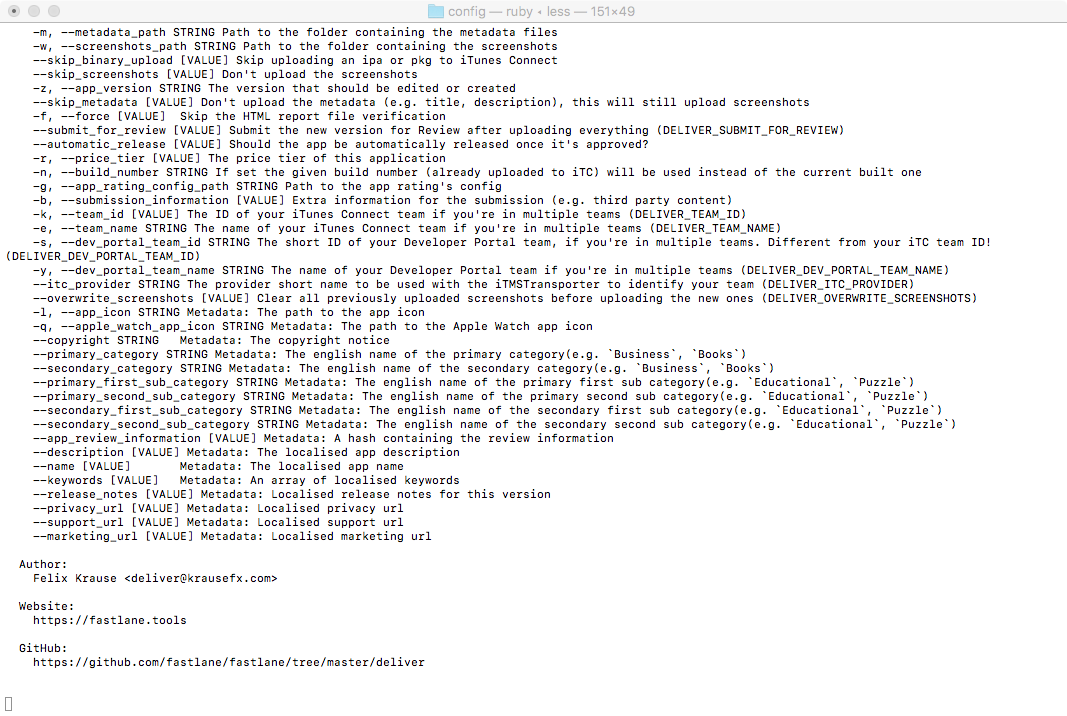 config — ruby ◂ less — 151×49
-m, --metadata_path STRING Path to the folder containing the metadata files
-w, --screenshots_path STRING Path to the folder containing the screenshots
--skip_binary_upload [VALUE] Skip uploading an ipa or pkg to iTunes Connect
--skip_screenshots [VALUE] Don't upload the screenshots
-z, --app_version STRING The version that should be edited or created
--skip_metadata [VALUE] Don't upload the metadata (e.g. title, description), this will still upload screenshots
-f, --force [VALUE]  Skip the HTML report file verification
--submit_for_review [VALUE] Submit the new version for Review after uploading everything (DELIVER_SUBMIT_FOR_REVIEW)
--automatic_release [VALUE] Should the app be automatically released once it's approved?
-r, --price_tier [VALUE] The price tier of this application
-n, --build_number STRING If set the given build number (already uploaded to iTC) will be used instead of the current built one
-g, --app_rating_config_path STRING Path to the app rating's config
-b, --submission_information [VALUE] Extra information for the submission (e.g. third party content)
-k, --team_id [VALUE] The ID of your iTunes Connect team if you're in multiple teams (DELIVER_TEAM_ID)
-e, --team_name STRING The name of your iTunes Connect team if you're in multiple teams (DELIVER_TEAM_NAME)
-s, --dev_portal_team_id STRING The short ID of your Developer Portal team, if you're in multiple teams. Different from your iTC team ID!
(DELIVER_DEV_PORTAL_TEAM_ID)
-y, --dev_portal_team_name STRING The name of your Developer Portal team if you're in multiple teams (DELIVER_DEV_PORTAL_TEAM_NAME)
--itc_provider STRING The provider short name to be used with the iTMSTransporter to identify your team (DELIVER_ITC_PROVIDER)
--overwrite_screenshots [VALUE] Clear all previously uploaded screenshots before uploading the new ones (DELIVER_OVERWRITE_SCREENSHOTS)
-l, --app_icon STRING Metadata: The path to the app icon
-q, --apple_watch_app_icon STRING Metadata: The path to the Apple Watch app icon
--copyright STRING   Metadata: The copyright notice
--primary_category STRING Metadata: The english name of the primary category(e.g. `Business`, `Books`)
--secondary_category STRING Metadata: The english name of the secondary category(e.g. `Business`, `Books`)
--primary_first_sub_category STRING Metadata: The english name of the primary first sub category(e.g. `Educational`, `Puzzle`)
--primary_second_sub_category STRING Metadata: The english name of the primary second sub category(e.g. `Educational`, `Puzzle`)
--secondary_first_sub_category STRING Metadata: The english name of the secondary first sub category(e.g. `Educational`, `Puzzle`)
--secondary_second_sub_category STRING Metadata: The english name of the secondary second sub category(e.g. `Educational`, `Puzzle`)
--app_review_information [VALUE] Metadata: A hash containing the review information
--description [VALUE] Metadata: The localised app description
--name [VALUE]       Metadata: The localised app name
--keywords [VALUE]   Metadata: An array of localised keywords
--release_notes [VALUE] Metadata: Localised release notes for this version
--privacy_url [VALUE] Metadata: Localised privacy url
--support_url [VALUE] Metadata: Localised support url
--marketing_url [VALUE] Metadata: Localised marketing url
Author:
Felix Krause <deliver@krausefx.com>
Website:
https://fastlane.tools
GitHub:
https://github.com/fastlane/fastlane/tree/master/deliver